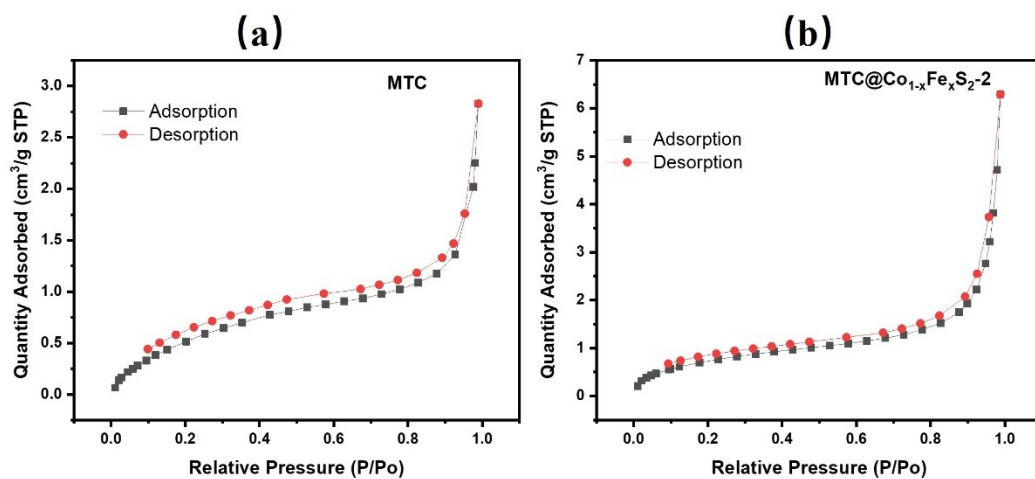 (a)
MTC
Adsorption
Desorption
Quantity Adsorbed (cm³/g STP)
3.0
2.5
2.0
1.5
1.0
0.5
0.0
0.0 0.2 0.4 0.6 0.8 1.0
Relative Pressure (P/Po)
(b)
MTC@Co₁₋ₓFeₓS₂-2
Adsorption
Desorption
Quantity Adsorbed (cm³/g STP)
7
6
5
4
3
2
1
0
0.0 0.2 0.4 0.6 0.8 1.0
Relative Pressure (P/Po)